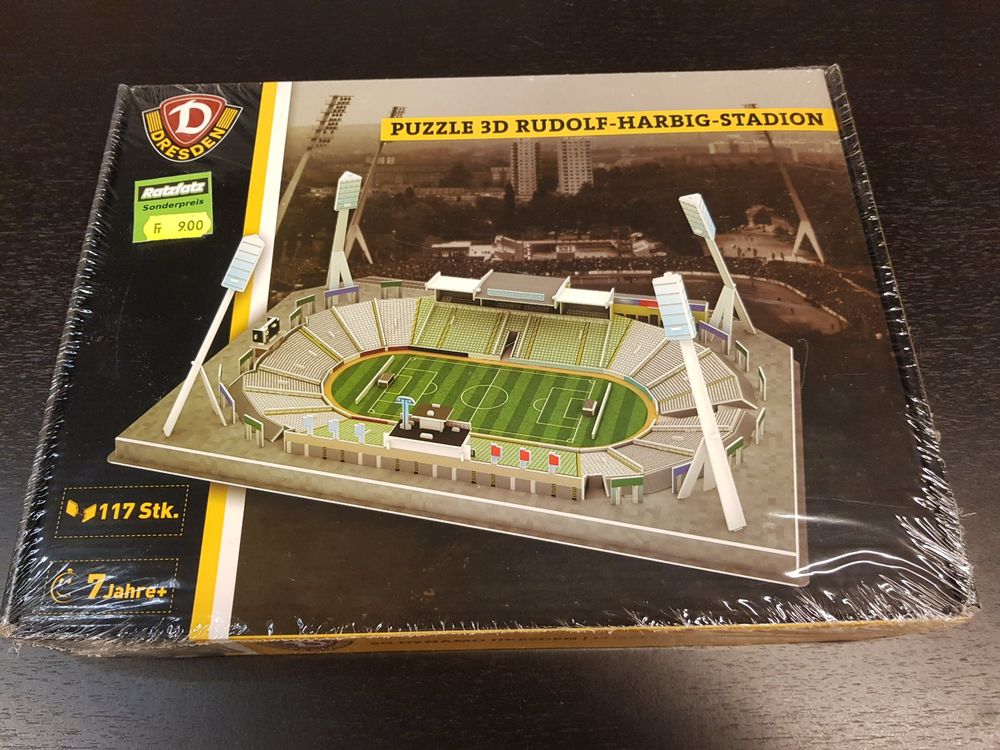 D
DRESDEN
PUZZLE 3D RUDOLF-HARBIG-STADION
Ratzfatz
Sonderpreis
Fr 9.00
117 Stk.
7 Jahre+